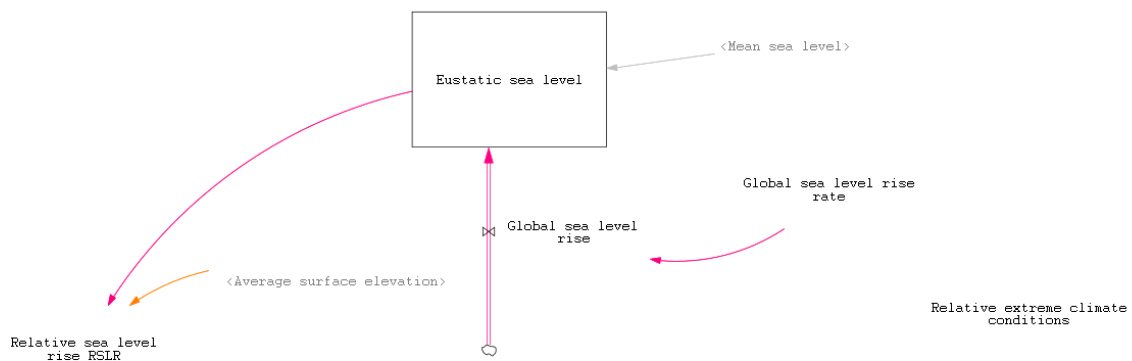 <Mean sea level>
Eustatic sea level
Global sea level rise
rate
Global sea level
rise
<Average surface elevation>
Relative extreme climate
conditions
Relative sea level
rise RSLR